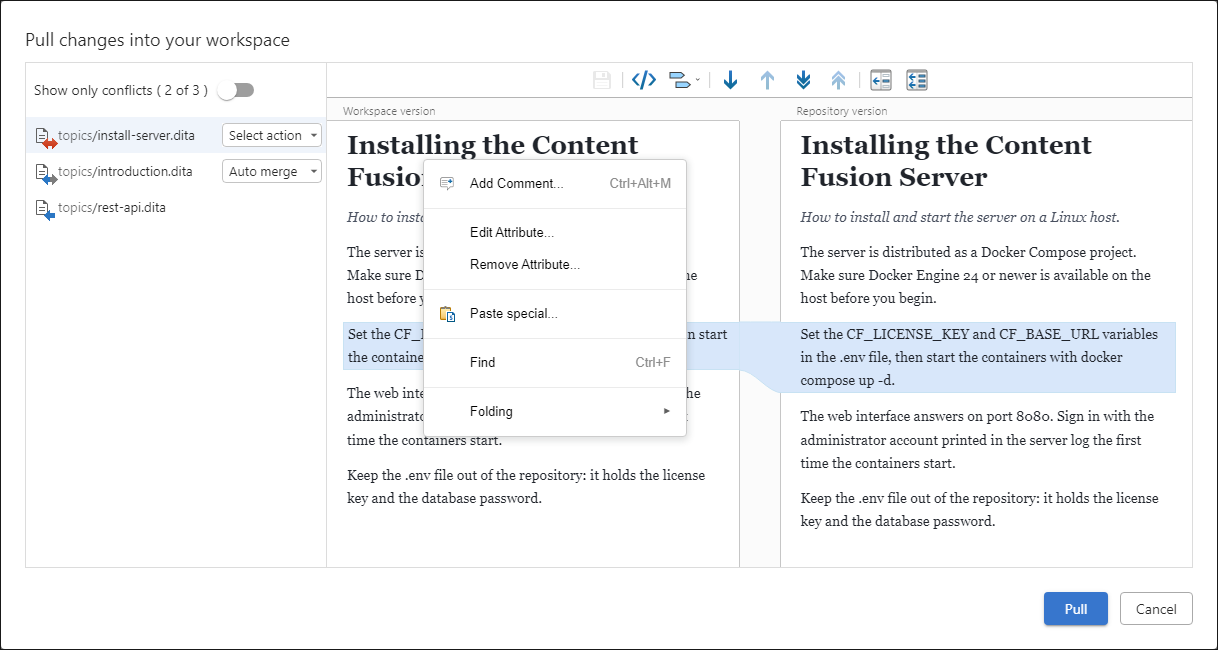 Pull changes into your workspace
Show only conflicts ( 2 of 3 )
topics/install-server.dita
Select action
topics/introduction.dita
Auto merge
topics/rest-api.dita
Workspace version
Installing the Content
Fusio
How to insta
The server is
Make sure D
he
host before y
Set the CF_
n start
the containe
The web inte
he
administrato
time the containers start.
Keep the .env file out of the repository: it holds the license
key and the database password.
Add Comment...
Ctrl+Alt+M
Edit Attribute...
Remove Attribute...
Paste special...
Find
Ctrl+F
Folding
Repository version
Installing the Content
Fusion Server
How to install and start the server on a Linux host.
The server is distributed as a Docker Compose project.
Make sure Docker Engine 24 or newer is available on the
host before you begin.
Set the CF_LICENSE_KEY and CF_BASE_URL variables
in the .env file, then start the containers with docker
compose up -d.
The web interface answers on port 8080. Sign in with the
administrator account printed in the server log the first
time the containers start.
Keep the .env file out of the repository: it holds the license
key and the database password.
Pull
Cancel